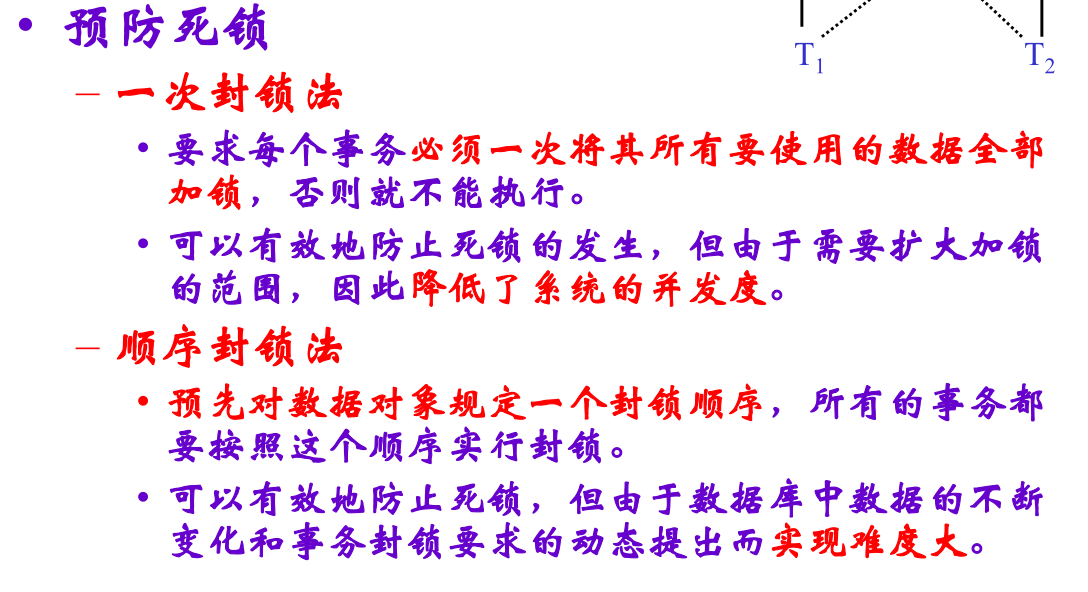 • 预防死锁
T₁ T₂
– 一次封锁法
• 要求每个事务必须一次将其所有要使用的数据全部
加锁，否则就不能执行。
• 可以有效地防止死锁的发生，但由于需要扩大加锁
的范围，因此降低了系统的并发度。
– 顺序封锁法
• 预先对数据对象规定一个封锁顺序，所有的事务都
要按照这个顺序实行封锁。
• 可以有效地防止死锁，但由于数据库中数据的不断
变化和事务封锁要求的动态提出而实现难度大。